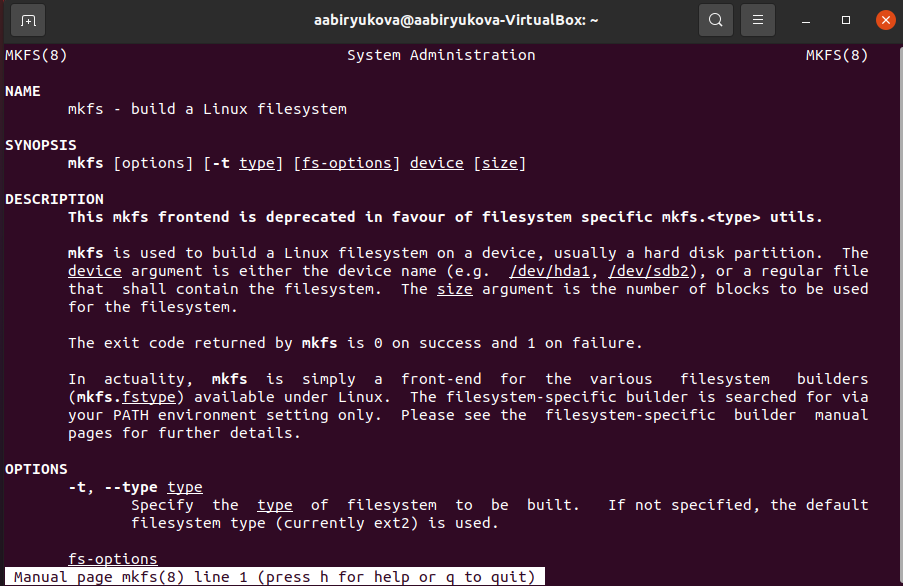 aabiryukova@aabiryukova-VirtualBox: ~
MKFS(8) System Administration MKFS(8)
NAME
mkfs - build a Linux filesystem
SYNOPSIS
mkfs [options] [-t type] [fs-options] device [size]
DESCRIPTION
This mkfs frontend is deprecated in favour of filesystem specific mkfs.<type> utils.
mkfs is used to build a Linux filesystem on a device, usually a hard disk partition. The
device argument is either the device name (e.g. /dev/hda1, /dev/sdb2), or a regular file
that shall contain the filesystem. The size argument is the number of blocks to be used
for the filesystem.
The exit code returned by mkfs is 0 on success and 1 on failure.
In actuality, mkfs is simply a front-end for the various filesystem builders
(mkfs.fstype) available under Linux. The filesystem-specific builder is searched for via
your PATH environment setting only. Please see the filesystem-specific builder manual
pages for further details.
OPTIONS
-t, --type type
Specify the type of filesystem to be built. If not specified, the default
filesystem type (currently ext2) is used.
fs-options
Manual page mkfs(8) line 1 (press h for help or q to quit)